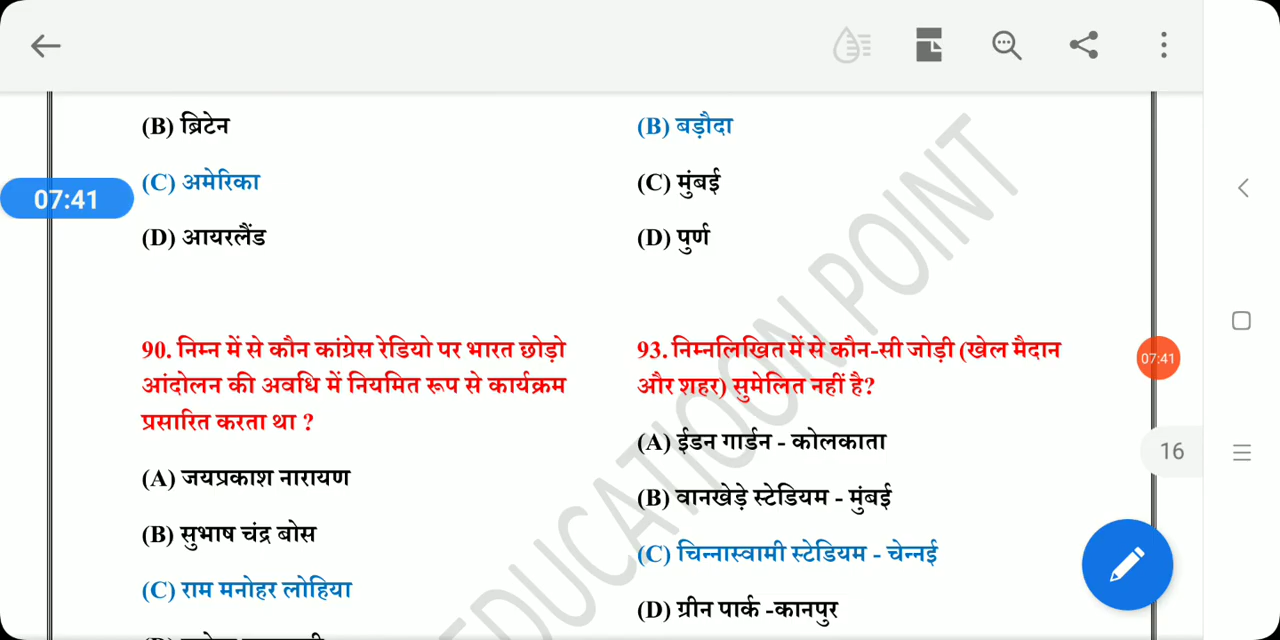 (B) ब्रिटेन
(C) अमेरिका
(D) आयरलैंड
90. निम्न में से कौन कांग्रेस रेडियो पर भारत छोड़ो
आंदोलन की अवधि में नियमित रूप से कार्यक्रम
प्रसारित करता था ?
(A) जयप्रकाश नारायण
(B) सुभाष चंद्र बोस
(C) राम मनोहर लोहिया
(B) बड़ौदा
(C) मुंबई
(D) पुर्ण
93. निम्नलिखित में से कौन-सी जोड़ी (खेल मैदान
और शहर) सुमेलित नहीं है?
(A) ईडन गार्डन - कोलकाता
(B) वानखेड़े स्टेडियम - मुंबई
(C) चिन्नास्वामी स्टेडियम - चेन्नई
(D) ग्रीन पार्क -कानपुर
EDUCATION POINT
07:41
07:41
16